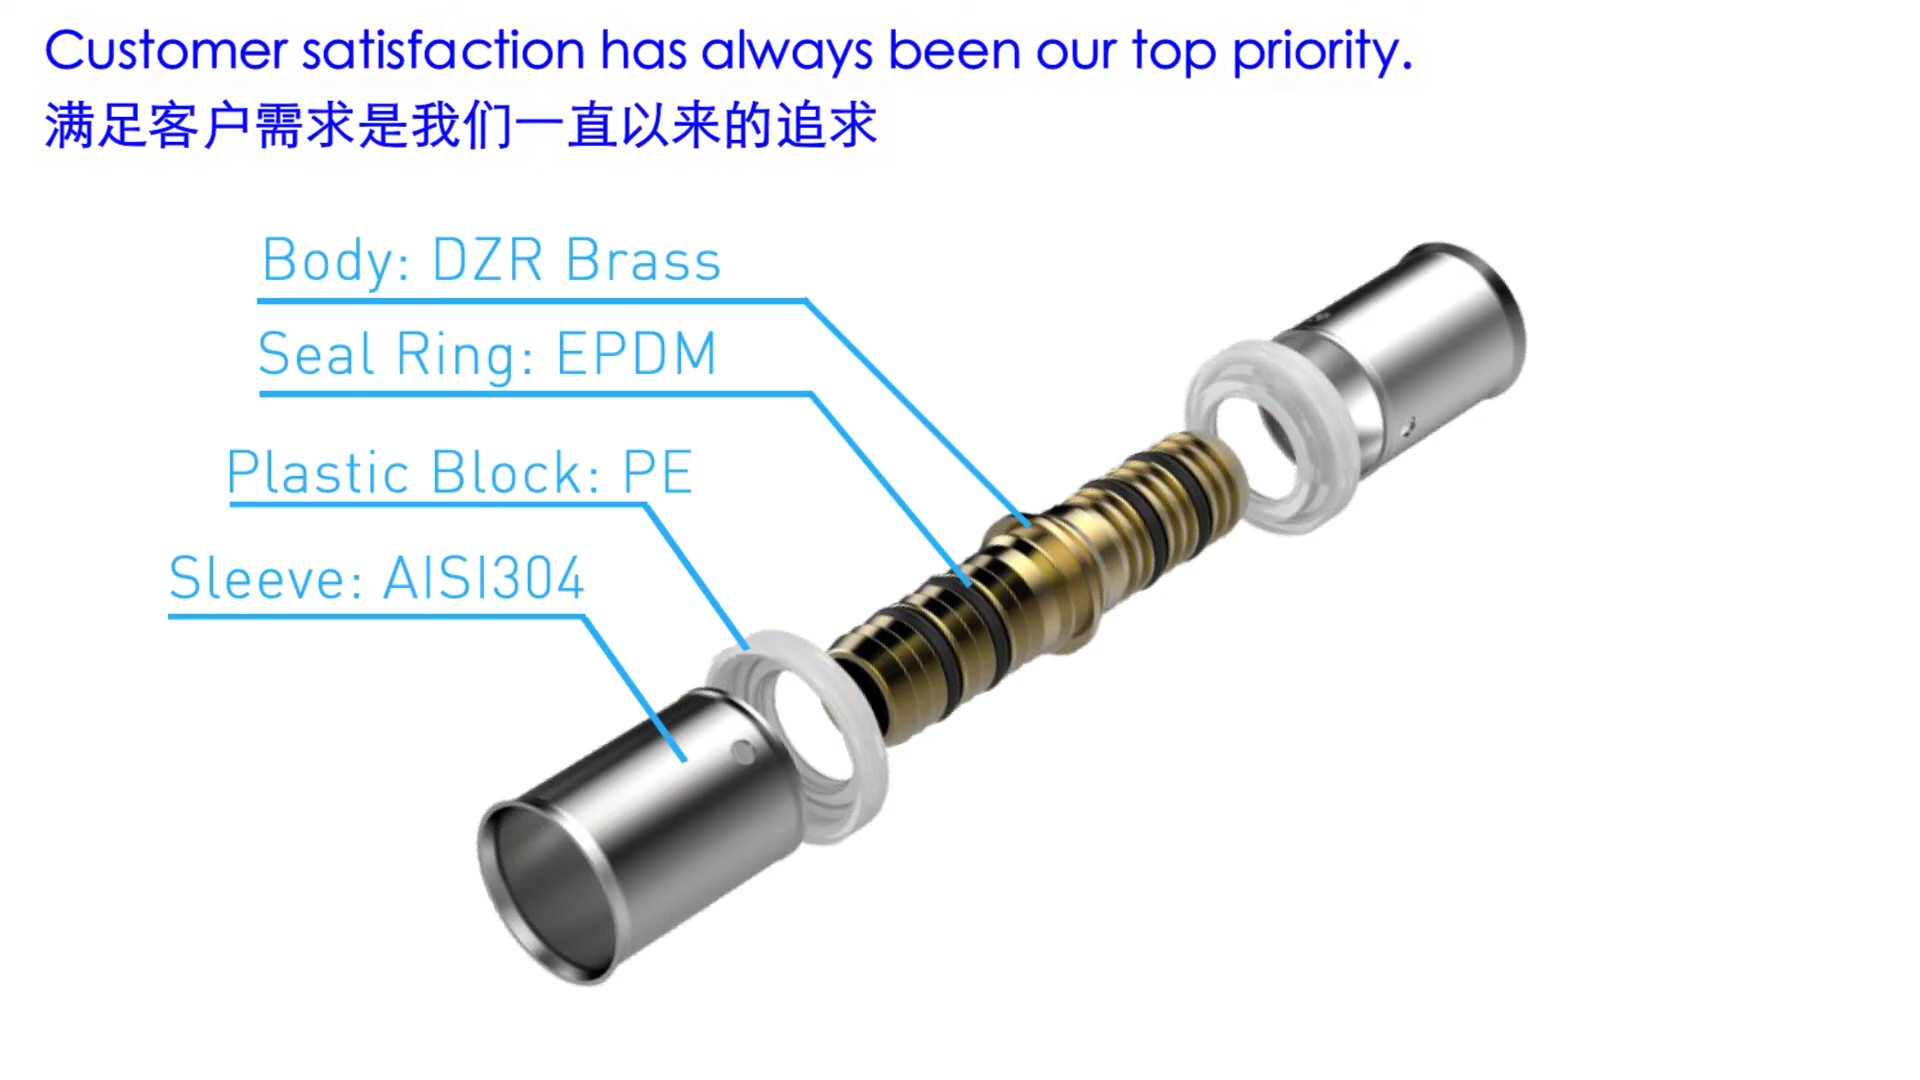 Customer satisfaction has always been our top priority.
满足客户需求是我们一直以来的追求
Body: DZR Brass
Seal Ring: EPDM
Plastic Block: PE
Sleeve: AISI304